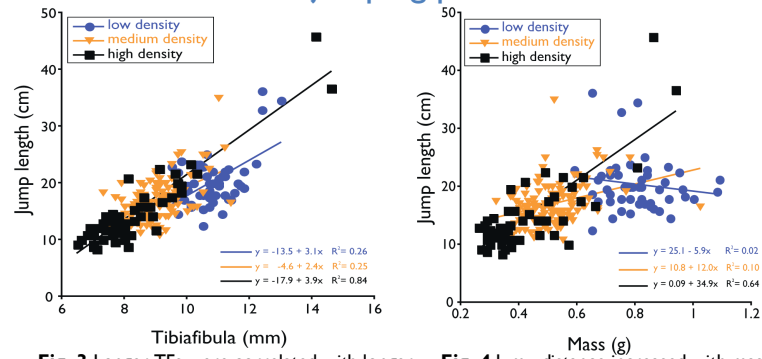 50
40
30
20
10
0
Jump length (cm)
low density
medium density
high density
y = -13.5 + 3.1x R²= 0.26
y = -4.6 + 2.4x R²= 0.25
y = -17.9 + 3.9x R²= 0.84
6 8 10 12 14 16
Tibiafibula (mm)
50
40
30
20
10
0
Jump length (cm)
low density
medium density
high density
y = 25.1 - 5.9x R²= 0.02
y = 10.8 + 12.0x R²= 0.10
y = 0.09 + 34.9x R²= 0.64
0.2 0.4 0.6 0.8 1 1.2
Mass (g)